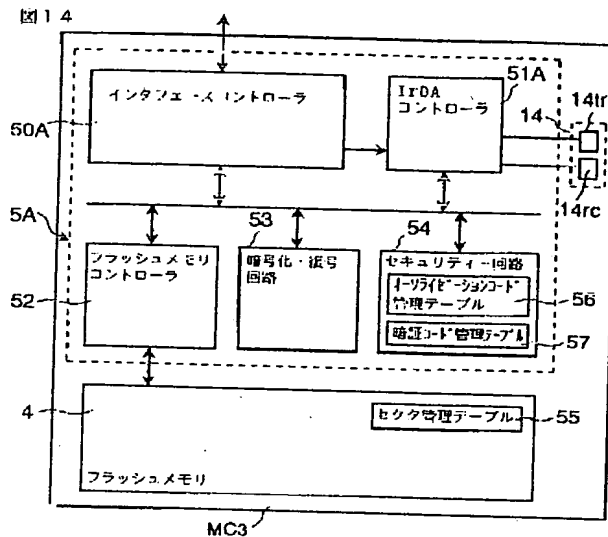 図14
インタフェースコントローラ
50A
IrDA
コントローラ
51A
14
14tr
14rc
5A
フラッシュメモリ
コントローラ
52
53
暗号化・復号
回路
54
セキュリティー回路
オーソライゼーションコード
管理テーブル
56
暗証コード管理テーブル
57
4
セクタ管理テーブル
55
フラッシュメモリ
MC3